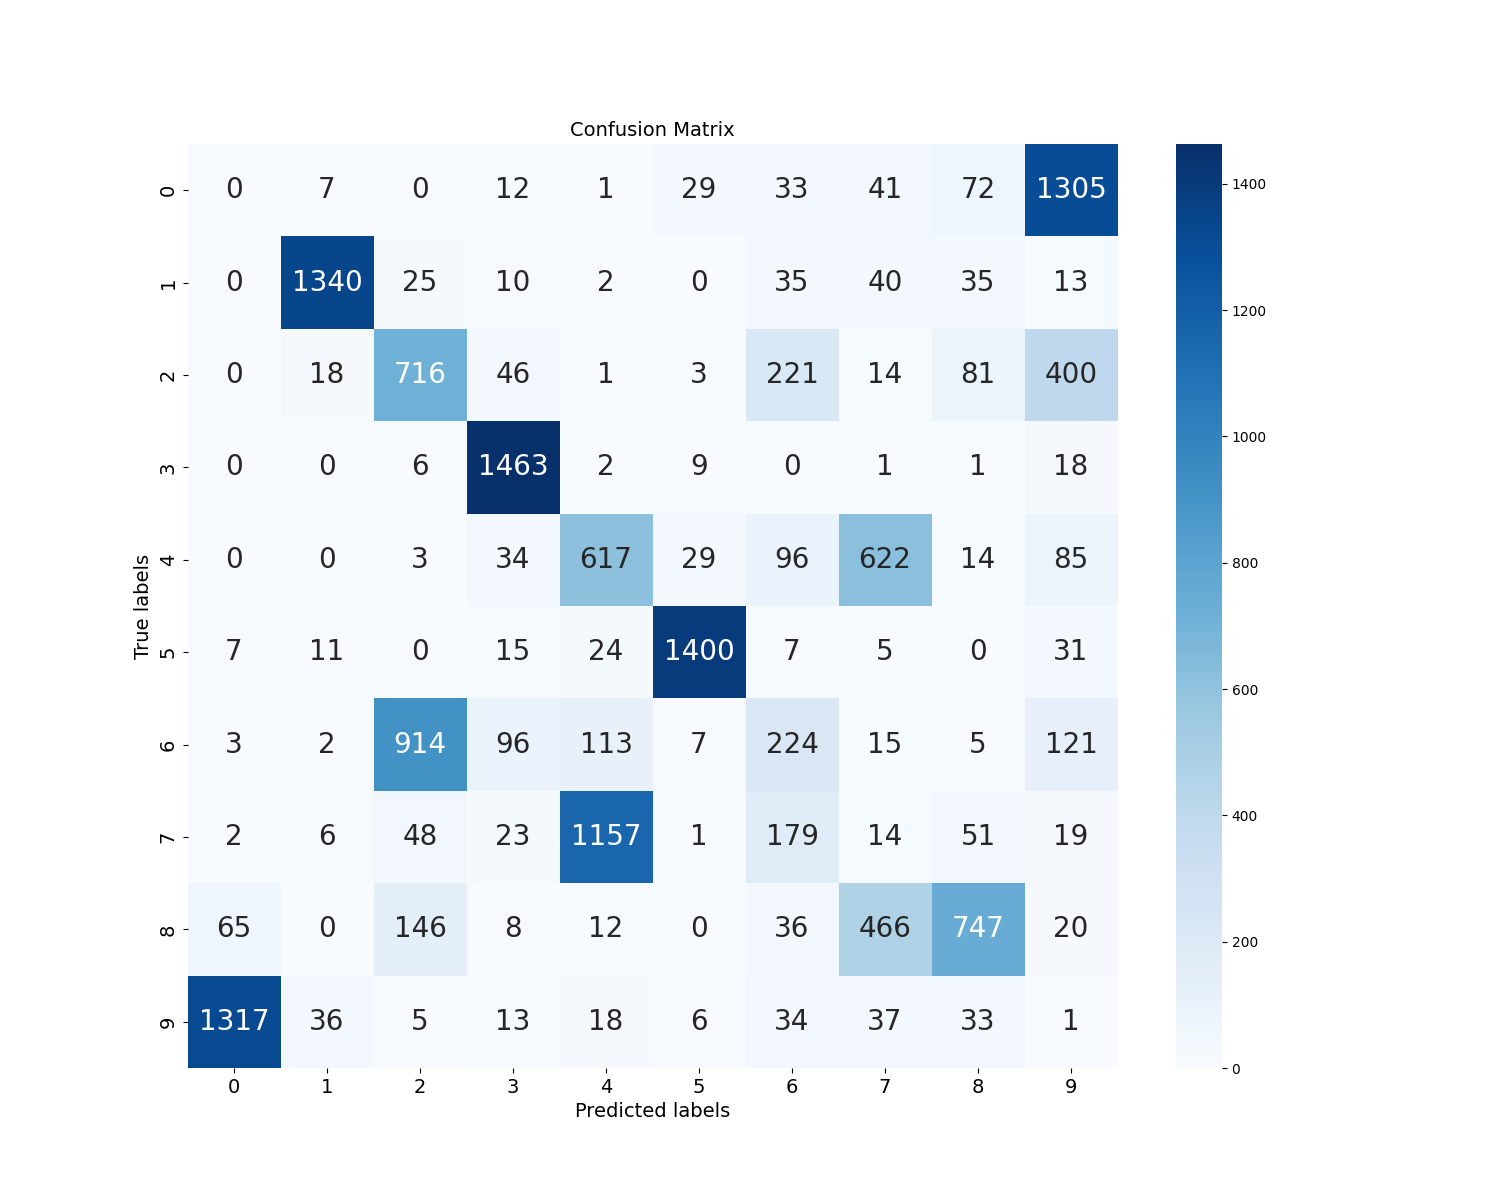 Confusion Matrix
0 0 7 0 12 1 29 33 41 72 1305
1 0 1340 25 10 2 0 35 40 35 13
2 0 18 716 46 1 3 221 14 81 400
3 0 0 6 1463 2 9 0 1 1 18
4 0 0 3 34 617 29 96 622 14 85
5 7 11 0 15 24 1400 7 5 0 31
6 3 2 914 96 113 7 224 15 5 121
7 2 6 48 23 1157 1 179 14 51 19
8 65 0 146 8 12 0 36 466 747 20
9 1317 36 5 13 18 6 34 37 33 1
0 1 2 3 4 5 6 7 8 9
Predicted labels
True labels
1400
1200
1000
800
600
400
200
0